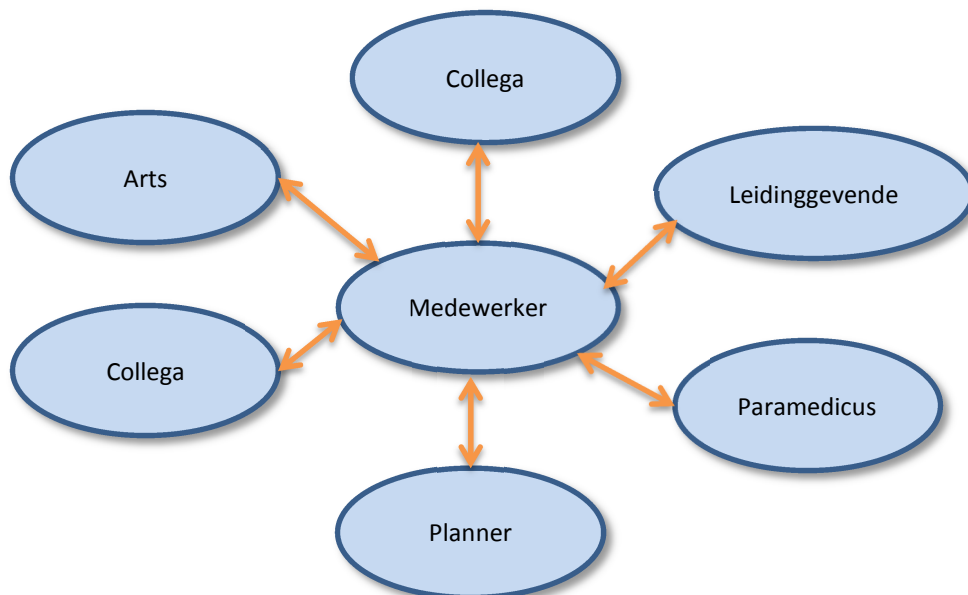 Collega
Arts
Leidinggevende
Medewerker
Collega
Paramedicus
Planner